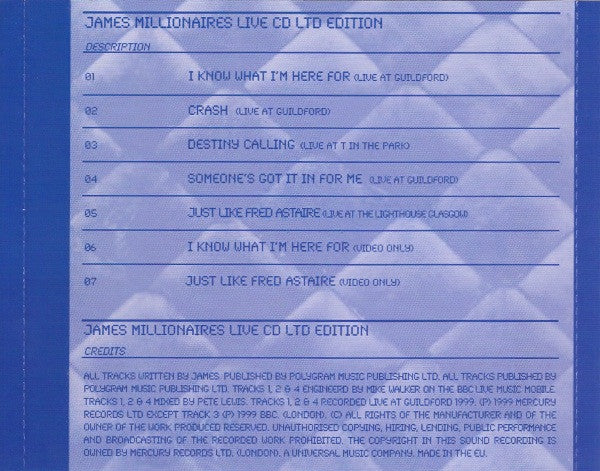 JAMES MILLIONAIRES LIVE CD LTD EDITION
DESCRIPTION
01 I KNOW WHAT I'M HERE FOR (LIVE AT GUILDFORD)
02 CRASH (LIVE AT GUILDFORD)
03 DESTINY CALLING (LIVE AT T IN THE PARK)
04 SOMEONE'S GOT IT IN FOR ME (LIVE AT GUILDFORD)
05 JUST LIKE FRED ASTAIRE (LIVE AT THE LIGHTHOUSE GLASGOW)
06 I KNOW WHAT I'M HERE FOR (VIDEO ONLY)
07 JUST LIKE FRED ASTAIRE (VIDEO ONLY)
JAMES MILLIONAIRES LIVE CD LTD EDITION
CREDITS
ALL TRACKS WRITTEN BY JAMES. PUBLISHED BY POLYGRAM MUSIC PUBLISHING LTD. ALL TRACKS PUBLISHED BY
POLYGRAM MUSIC PUBLISHING LTD. TRACKS 1, 2 & 4 ENGINEERD BY MIKE WALKER ON THE BBC LIVE MUSIC MOBILE.
TRACKS 1, 2 & 4 MIXED BY PETE LEWIS. TRACKS 1, 2 & 4 RECORDED LIVE AT GUILDFORD 1999. (P) 1999 MERCURY
RECORDS LTD EXCEPT TRACK 3 (P) 1999 BBC. (LONDON). (C) ALL RIGHTS OF THE MANUFACTURER AND OF THE
OWNER OF THE WORK PRODUCED RESERVED. UNAUTHORISED COPYING, HIRING, LENDING, PUBLIC PERFORMANCE
AND BROADCASTING OF THE RECORDED WORK PROHIBITED. THE COPYRIGHT IN THIS SOUND RECORDING IS
OWNED BY MERCURY RECORDS LTD. (LONDON). A UNIVERSAL MUSIC COMPANY. MADE IN THE EU.